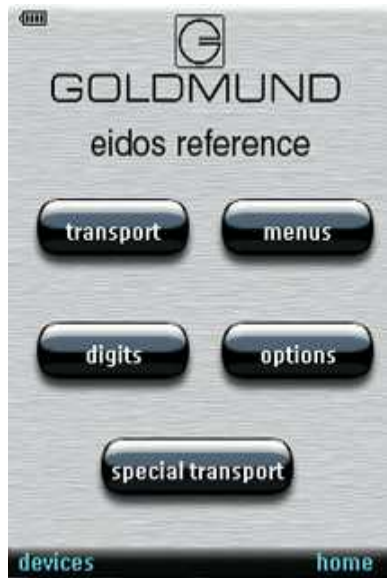 G
GOLDMUND
eidos reference
transport menus
digits options
special transport
devices home